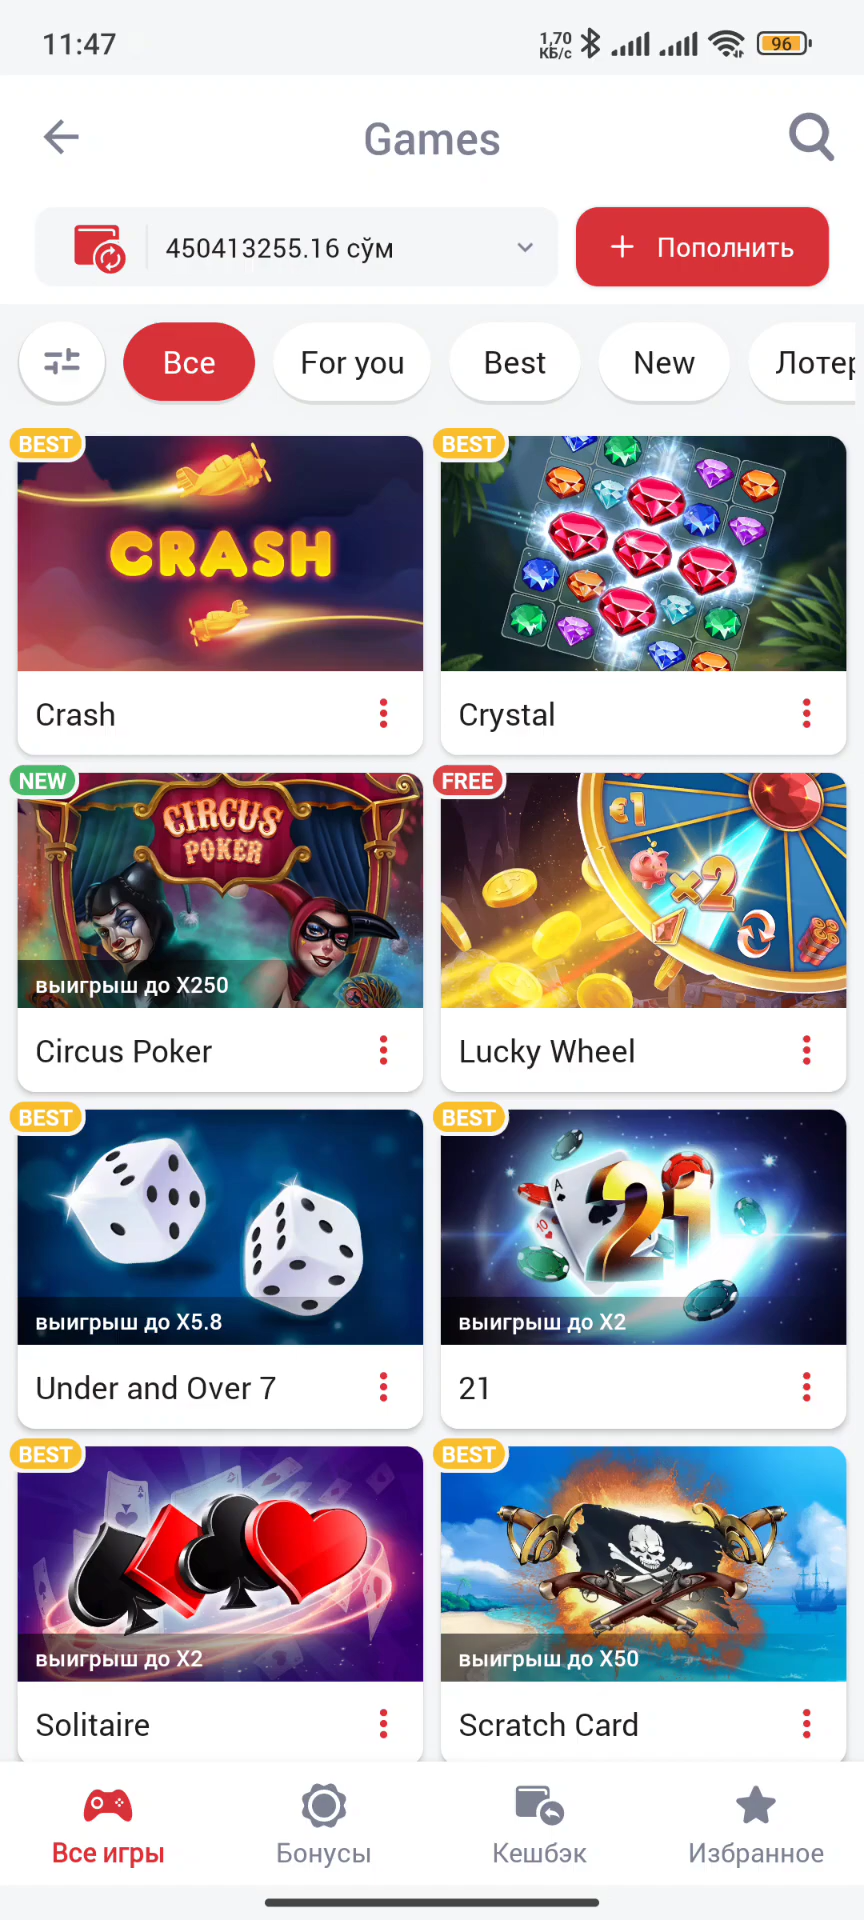 11:47
1,70
КБ/с
96
Games
450413255.16 сўм
Пополнить
Все
For you
Best
New
Лотер
BEST
CRASH
Crash
BEST
Crystal
NEW
CIRCUS
POKER
выигрыш до X250
Circus Poker
FREE
€1
x2
Lucky Wheel
BEST
выигрыш до X5.8
Under and Over 7
BEST
A
10
21
выигрыш до X2
21
BEST
A
выигрыш до X2
Solitaire
BEST
выигрыш до X50
Scratch Card
Все игры
Бонусы
Кешбэк
Избранное